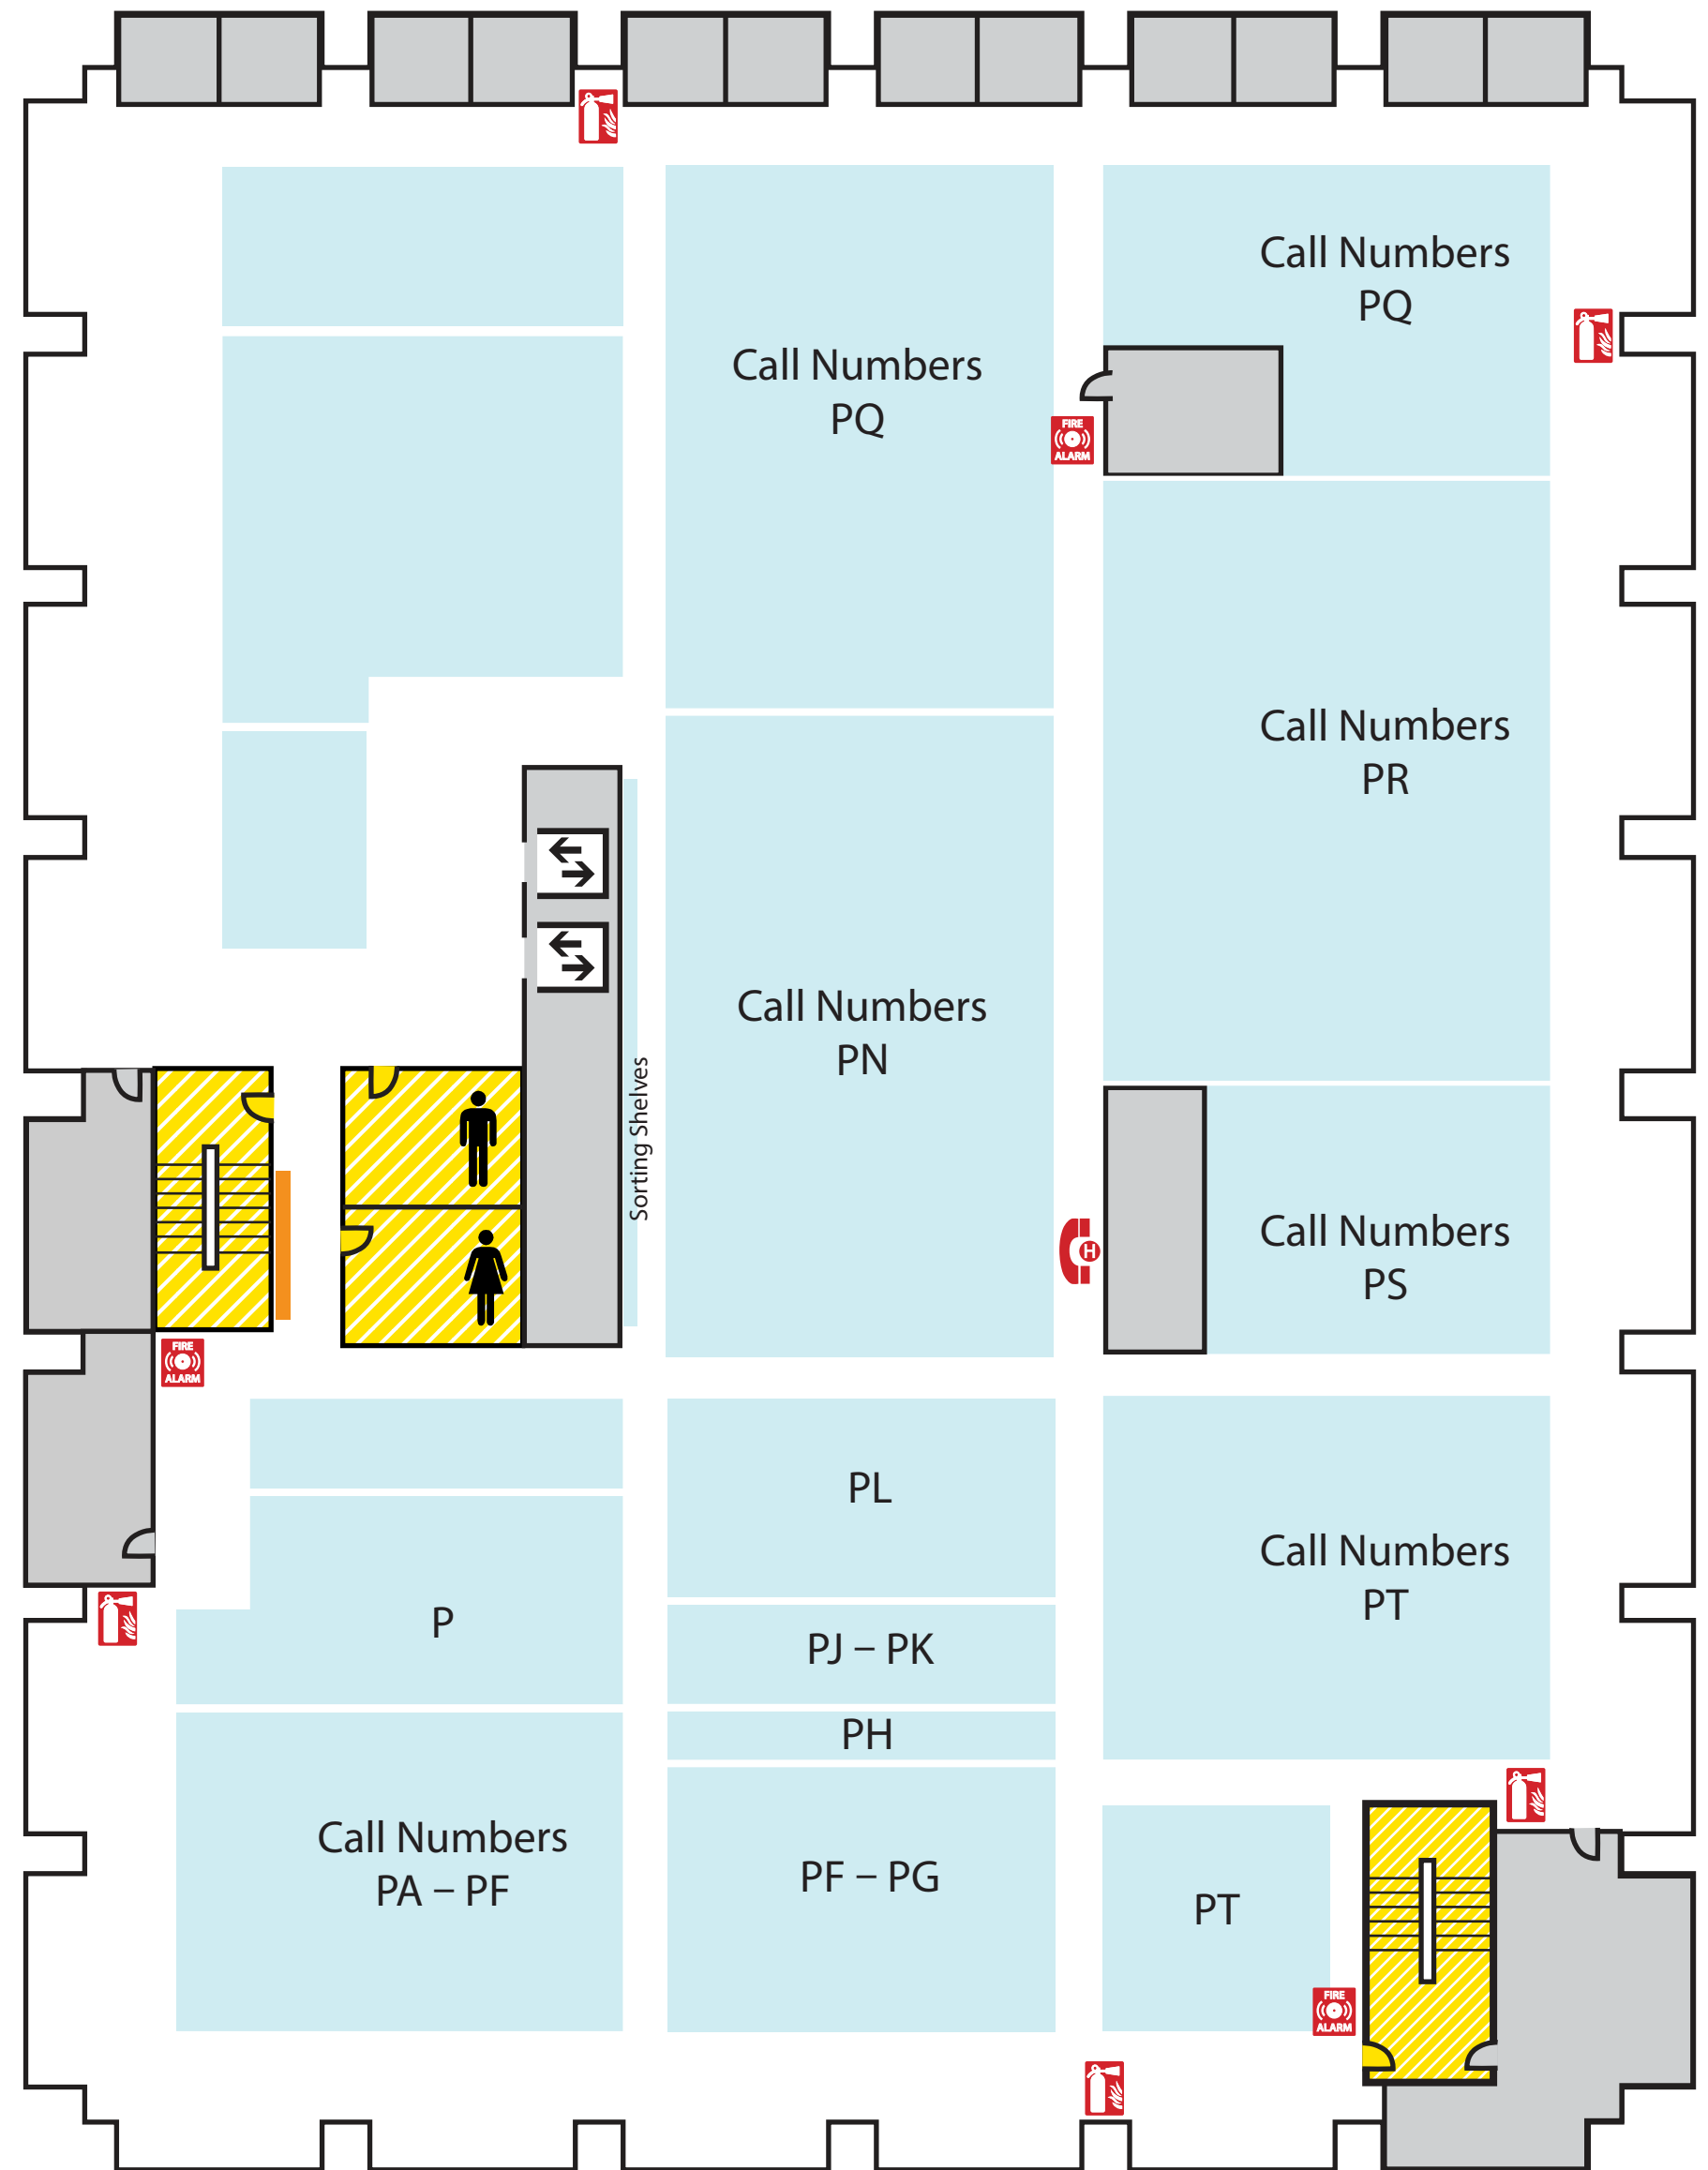 Call Numbers
PQ
Call Numbers
PQ
FIRE
ALARM
Call Numbers
PR
Call Numbers
PN
Sorting Shelves
Call Numbers
PS
H
FIRE
ALARM
PL
Call Numbers
PT
P
PJ – PK
PH
Call Numbers
PA – PF
PF – PG
PT
FIRE
ALARM